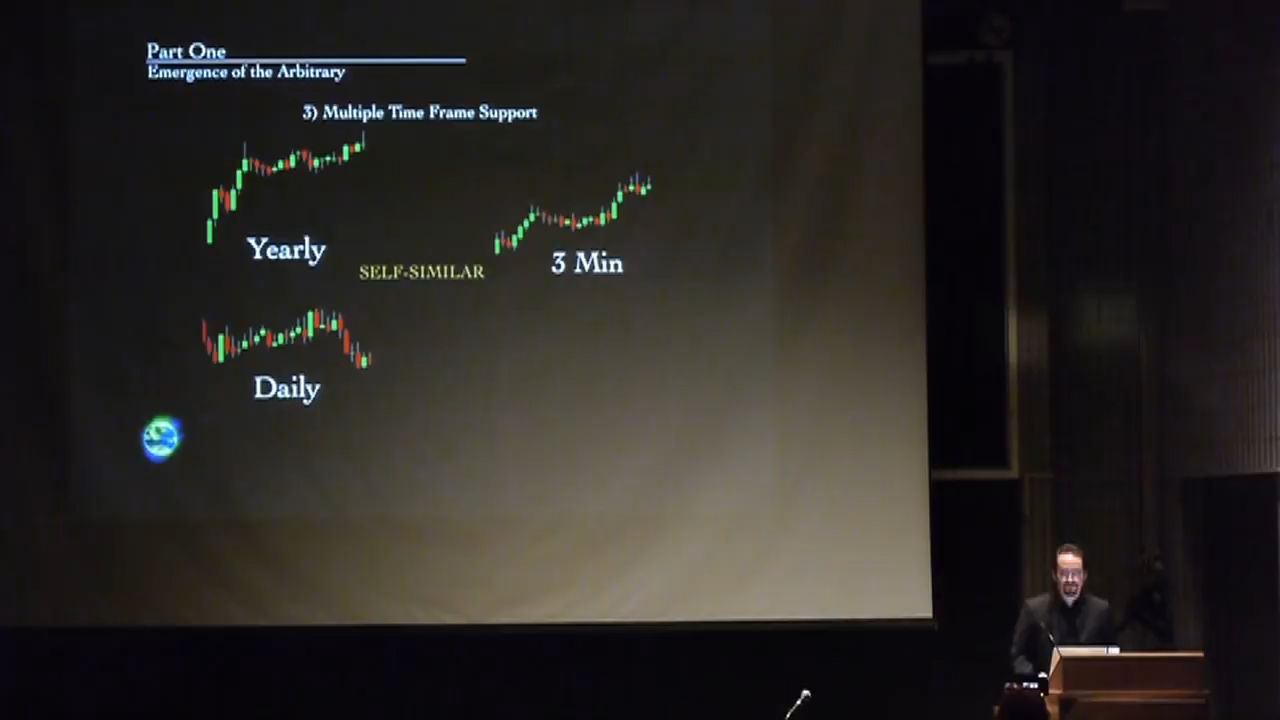 Part One
Emergence of the Arbitrary
3) Multiple Time Frame Support
Yearly
3 Min
SELF-SIMILAR
Daily